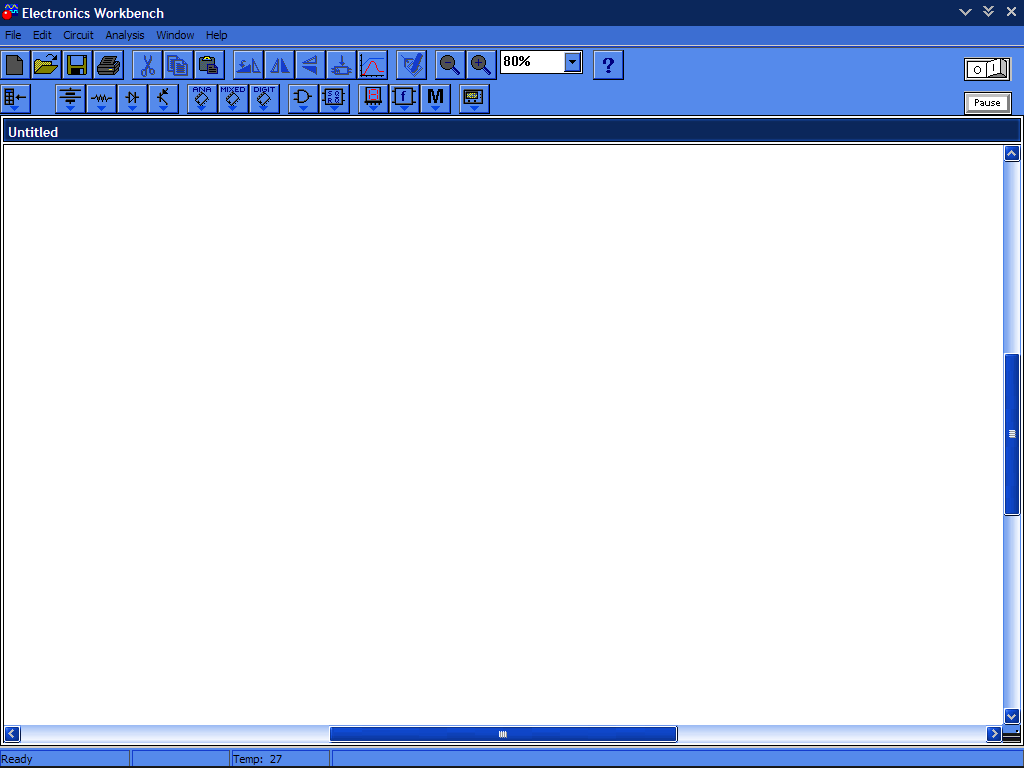 Electronics Workbench
File Edit Circuit Analysis Window Help
80% ?
ANA MIXED DIGIT
f M
Pause
Untitled
Ready Temp: 27